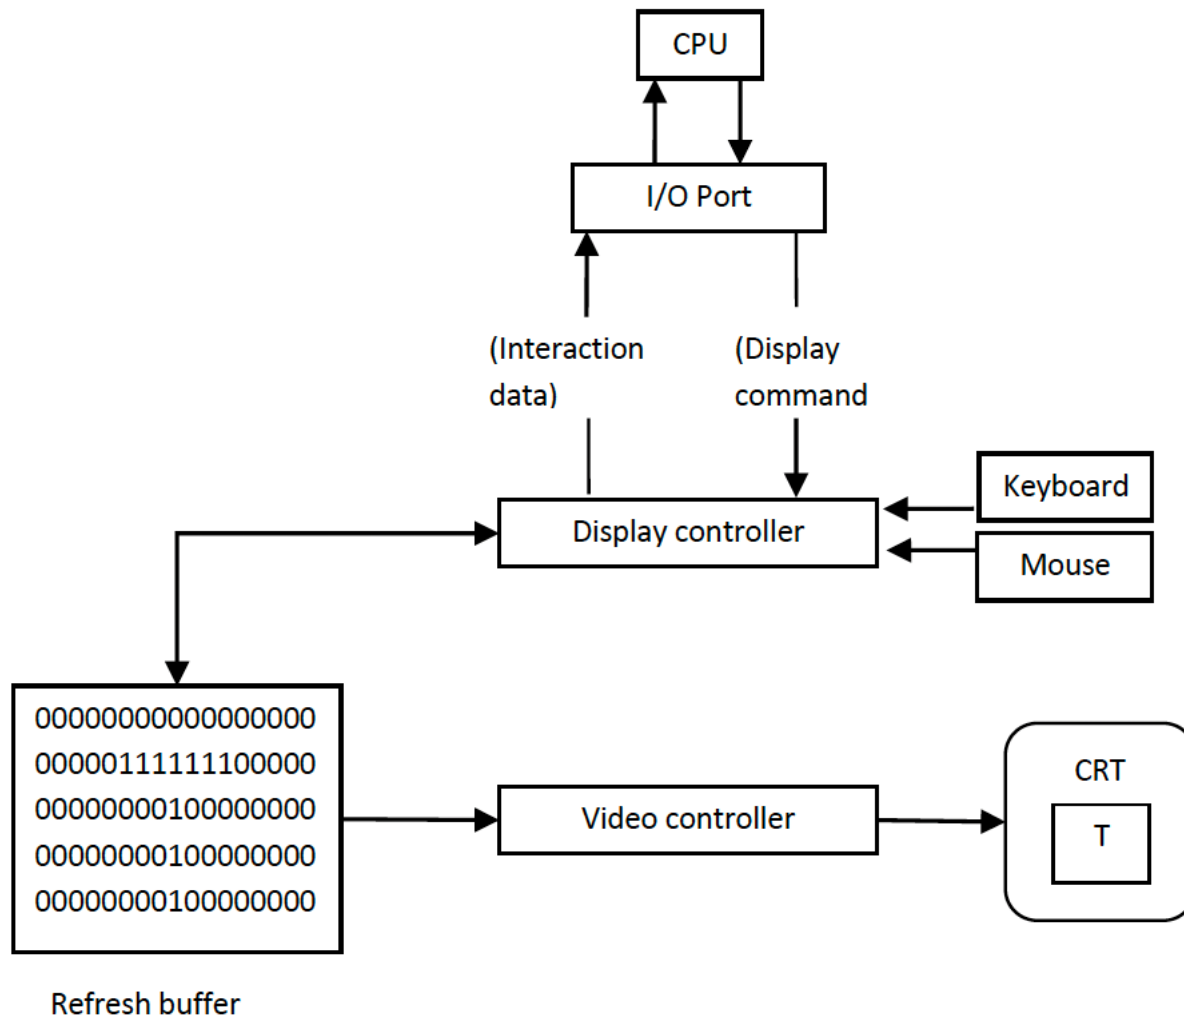 CPU
I/O Port
(Interaction
data)
(Display
command
Keyboard
Display controller
Mouse
00000000000000000
00000111111100000
00000000100000000
00000000100000000
00000000100000000
Video controller
CRT
T
Refresh buffer